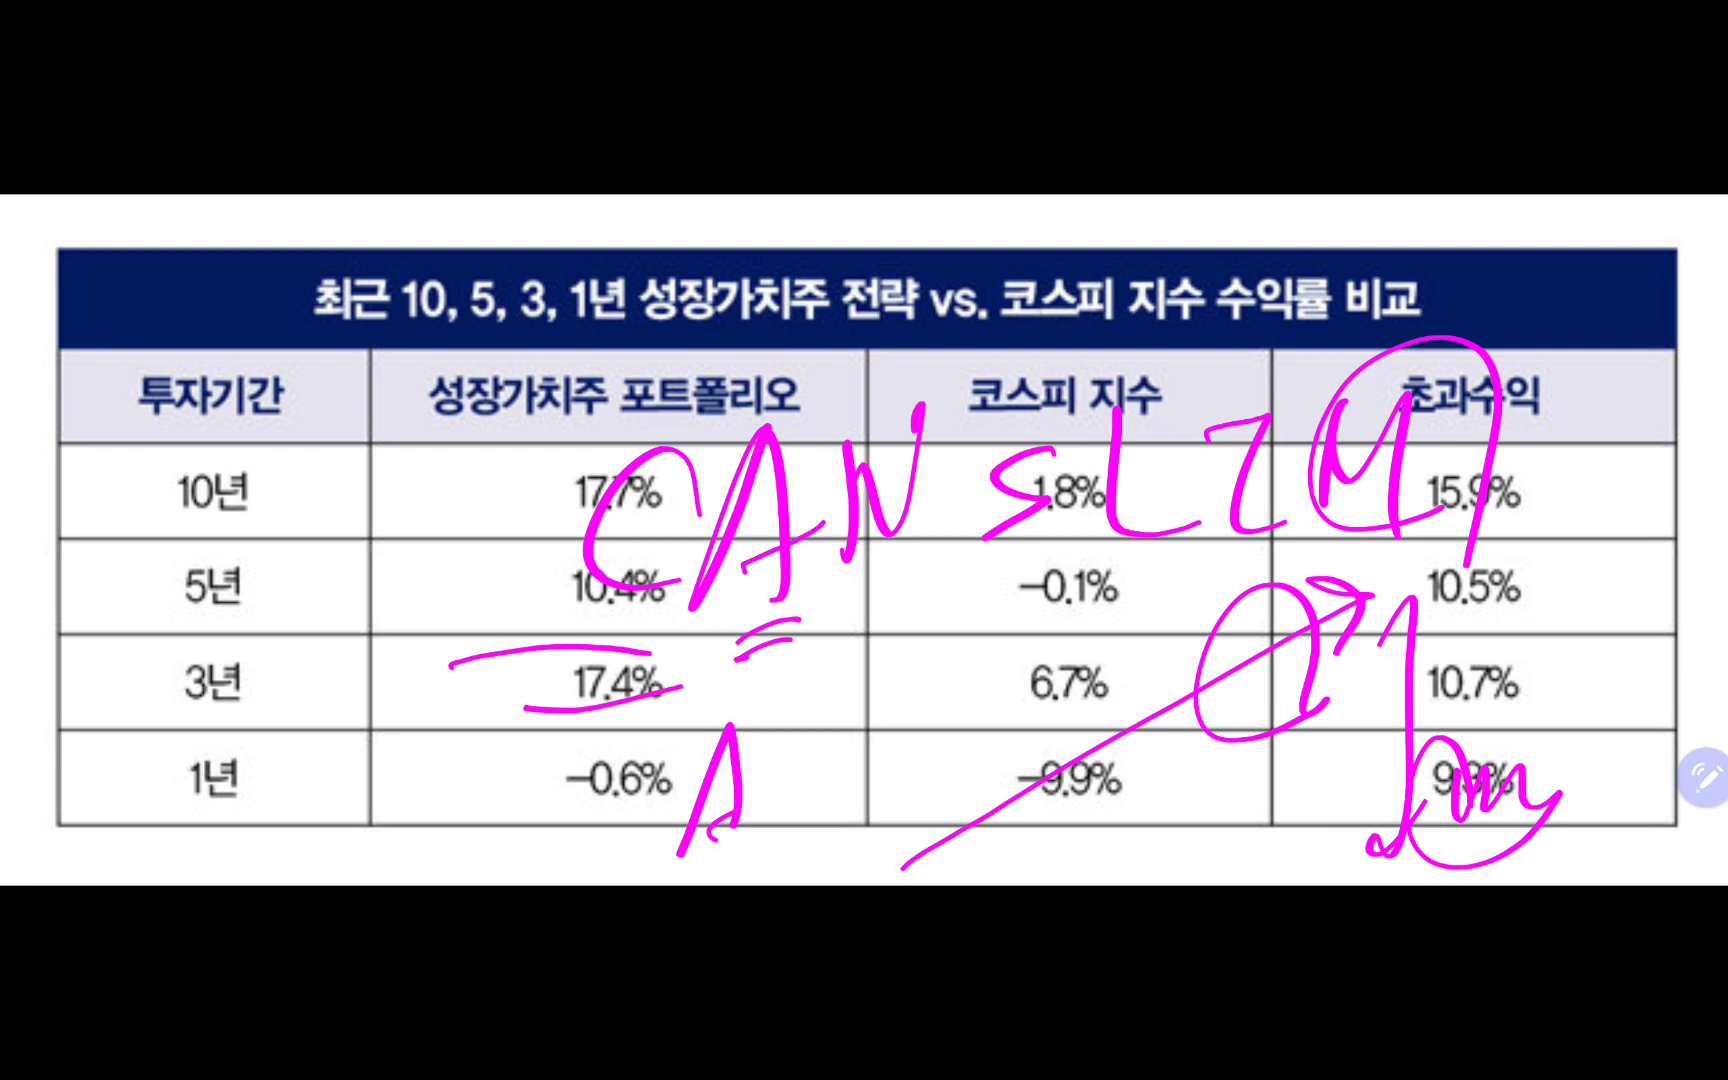 최근 10, 5, 3, 1년 성장가치주 전략 vs. 코스피 지수 수익률 비교
투자기간 성장가치주 포트폴리오 코스피 지수 초과수익
CANSLIM
10년 17.7% 1.8% 15.9%
5년 10.4% -0.1% 10.5%
3년 17.4% 6.7% 10.7%
1년 -0.6% -9.9%
A